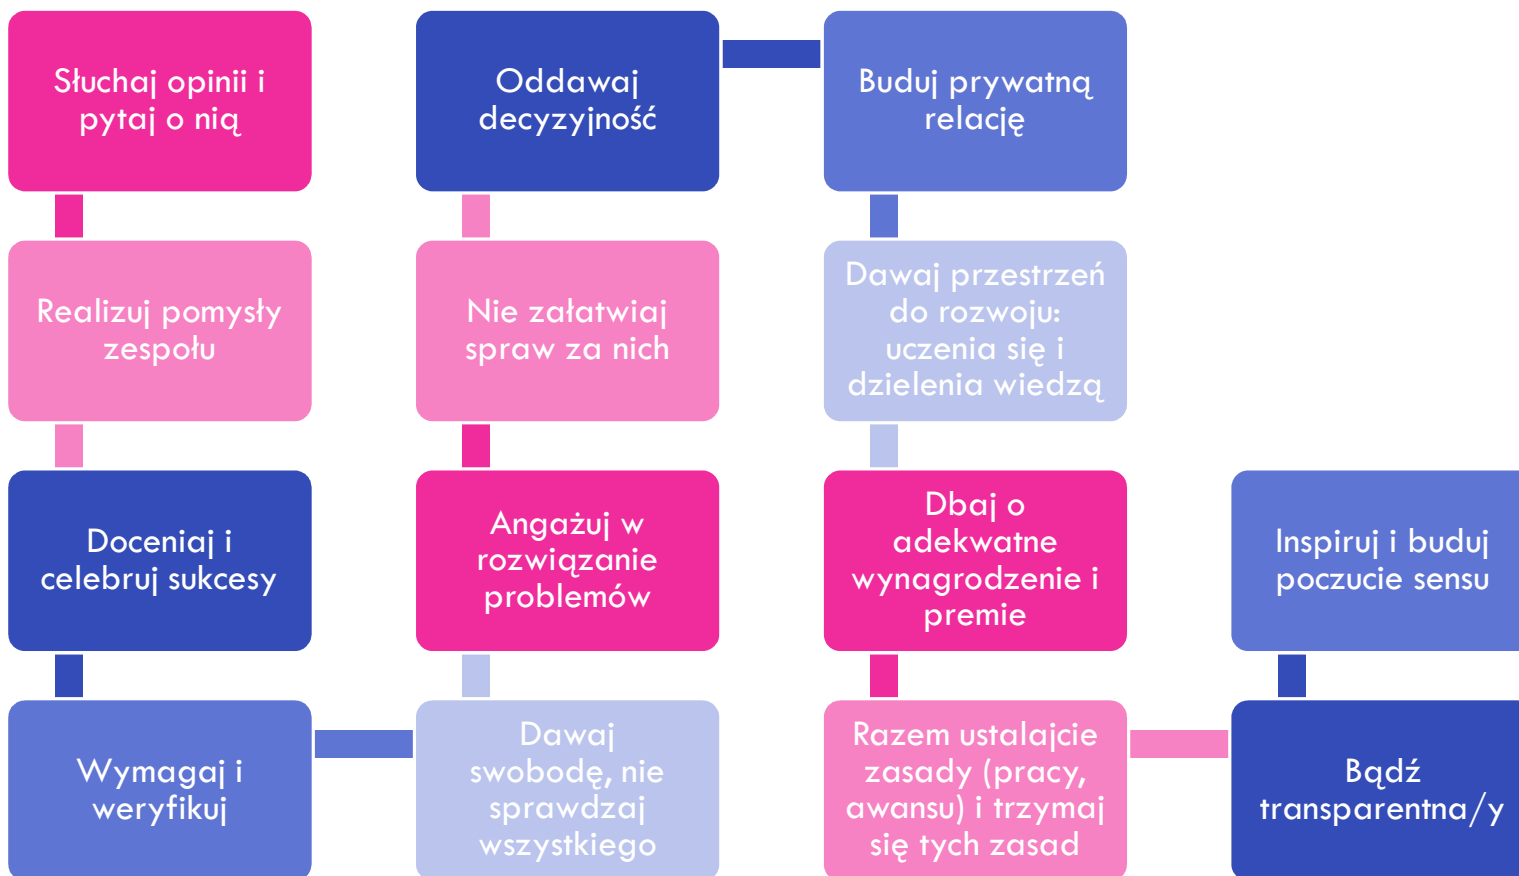 Słuchaj opinii i
pytaj o nią
Realizuj pomysły
zespołu
Doceniaj i
celebruj sukcesy
Wymagaj i
weryfikuj
Dawaj
swobodę, nie
sprawdzaj
wszystkiego
Angażuj w
rozwiązanie
problemów
Nie załatwiaj
spraw za nich
Oddawaj
decyzyjność
Buduj prywatną
relację
Dawaj przestrzeń
do rozwoju:
uczenia się i
dzielenia wiedzą
Dbaj o
adekwatne
wynagrodzenie i
premie
Razem ustalajcie
zasady (pracy,
awansu) i trzymaj
się tych zasad
Bądź
transparentna/y
Inspiruj i buduj
poczucie sensu